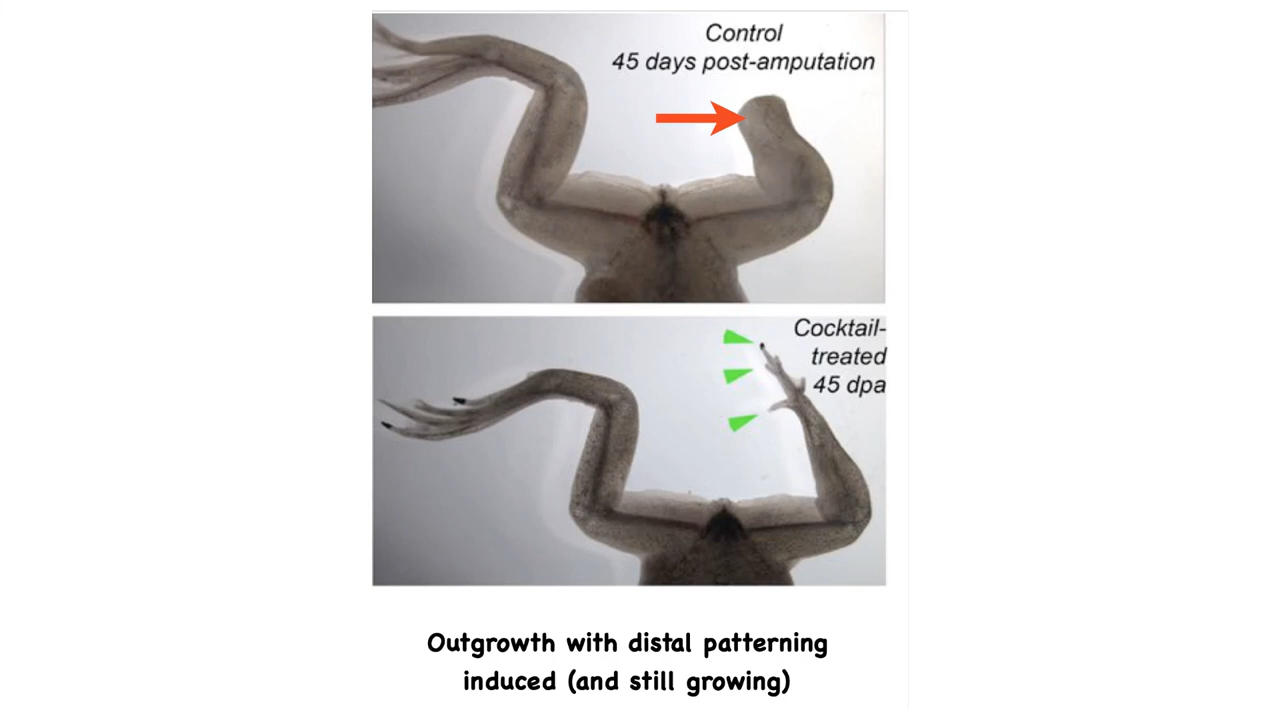 Control
45 days post-amputation
Cocktail-
treated
45 dpa
Outgrowth with distal patterning
induced (and still growing)